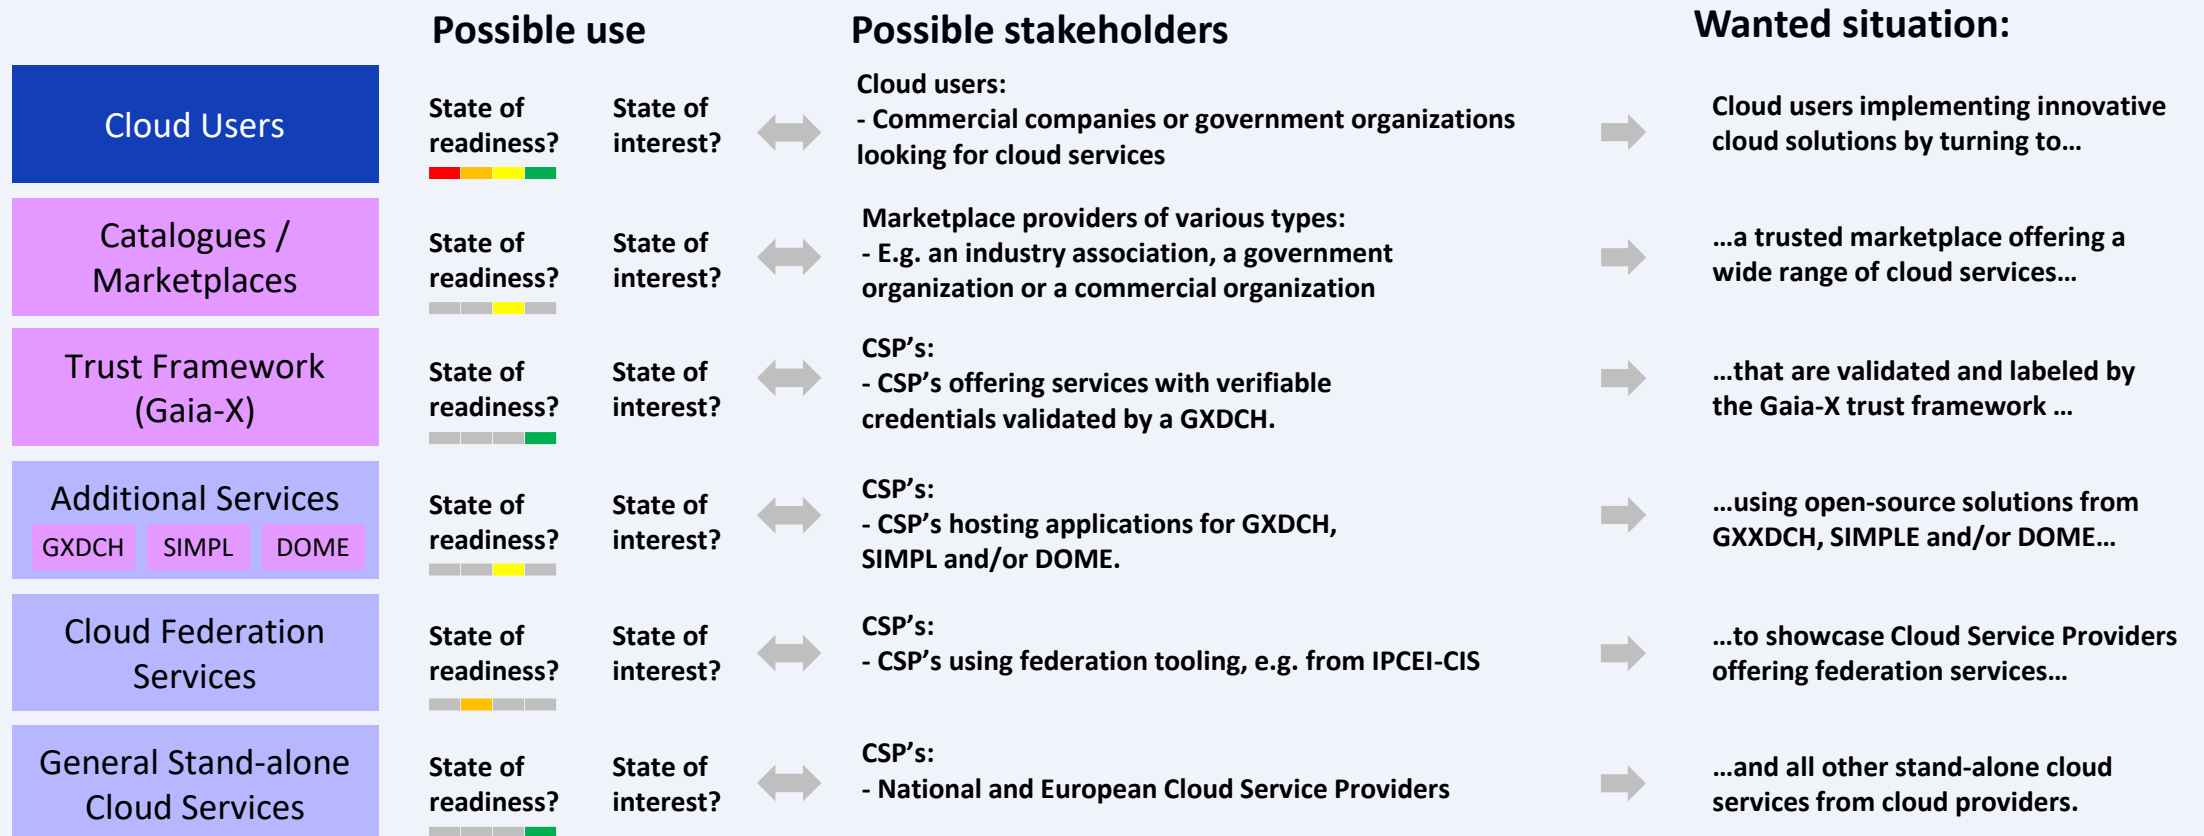 Possible use
Possible stakeholders
Wanted situation:
Cloud Users
State of
readiness?
State of
interest?
Cloud users:
- Commercial companies or government organizations
looking for cloud services
Cloud users implementing innovative
cloud solutions by turning to…
Catalogues /
Marketplaces
State of
readiness?
State of
interest?
Marketplace providers of various types:
- E.g. an industry association, a government
organization or a commercial organization
…a trusted marketplace offering a
wide range of cloud services…
Trust Framework
(Gaia-X)
State of
readiness?
State of
interest?
CSP’s:
- CSP’s offering services with verifiable
credentials validated by a GXDCH.
…that are validated and labeled by
the Gaia-X trust framework …
Additional Services
GXDCH
SIMPL
DOME
State of
readiness?
State of
interest?
CSP’s:
- CSP’s hosting applications for GXDCH,
SIMPL and/or DOME.
…using open-source solutions from
GXXDCH, SIMPLE and/or DOME…
Cloud Federation
Services
State of
readiness?
State of
interest?
CSP’s:
- CSP’s using federation tooling, e.g. from IPCEI-CIS
…to showcase Cloud Service Providers
offering federation services…
General Stand-alone
Cloud Services
State of
readiness?
State of
interest?
CSP’s:
- National and European Cloud Service Providers
…and all other stand-alone cloud
services from cloud providers.